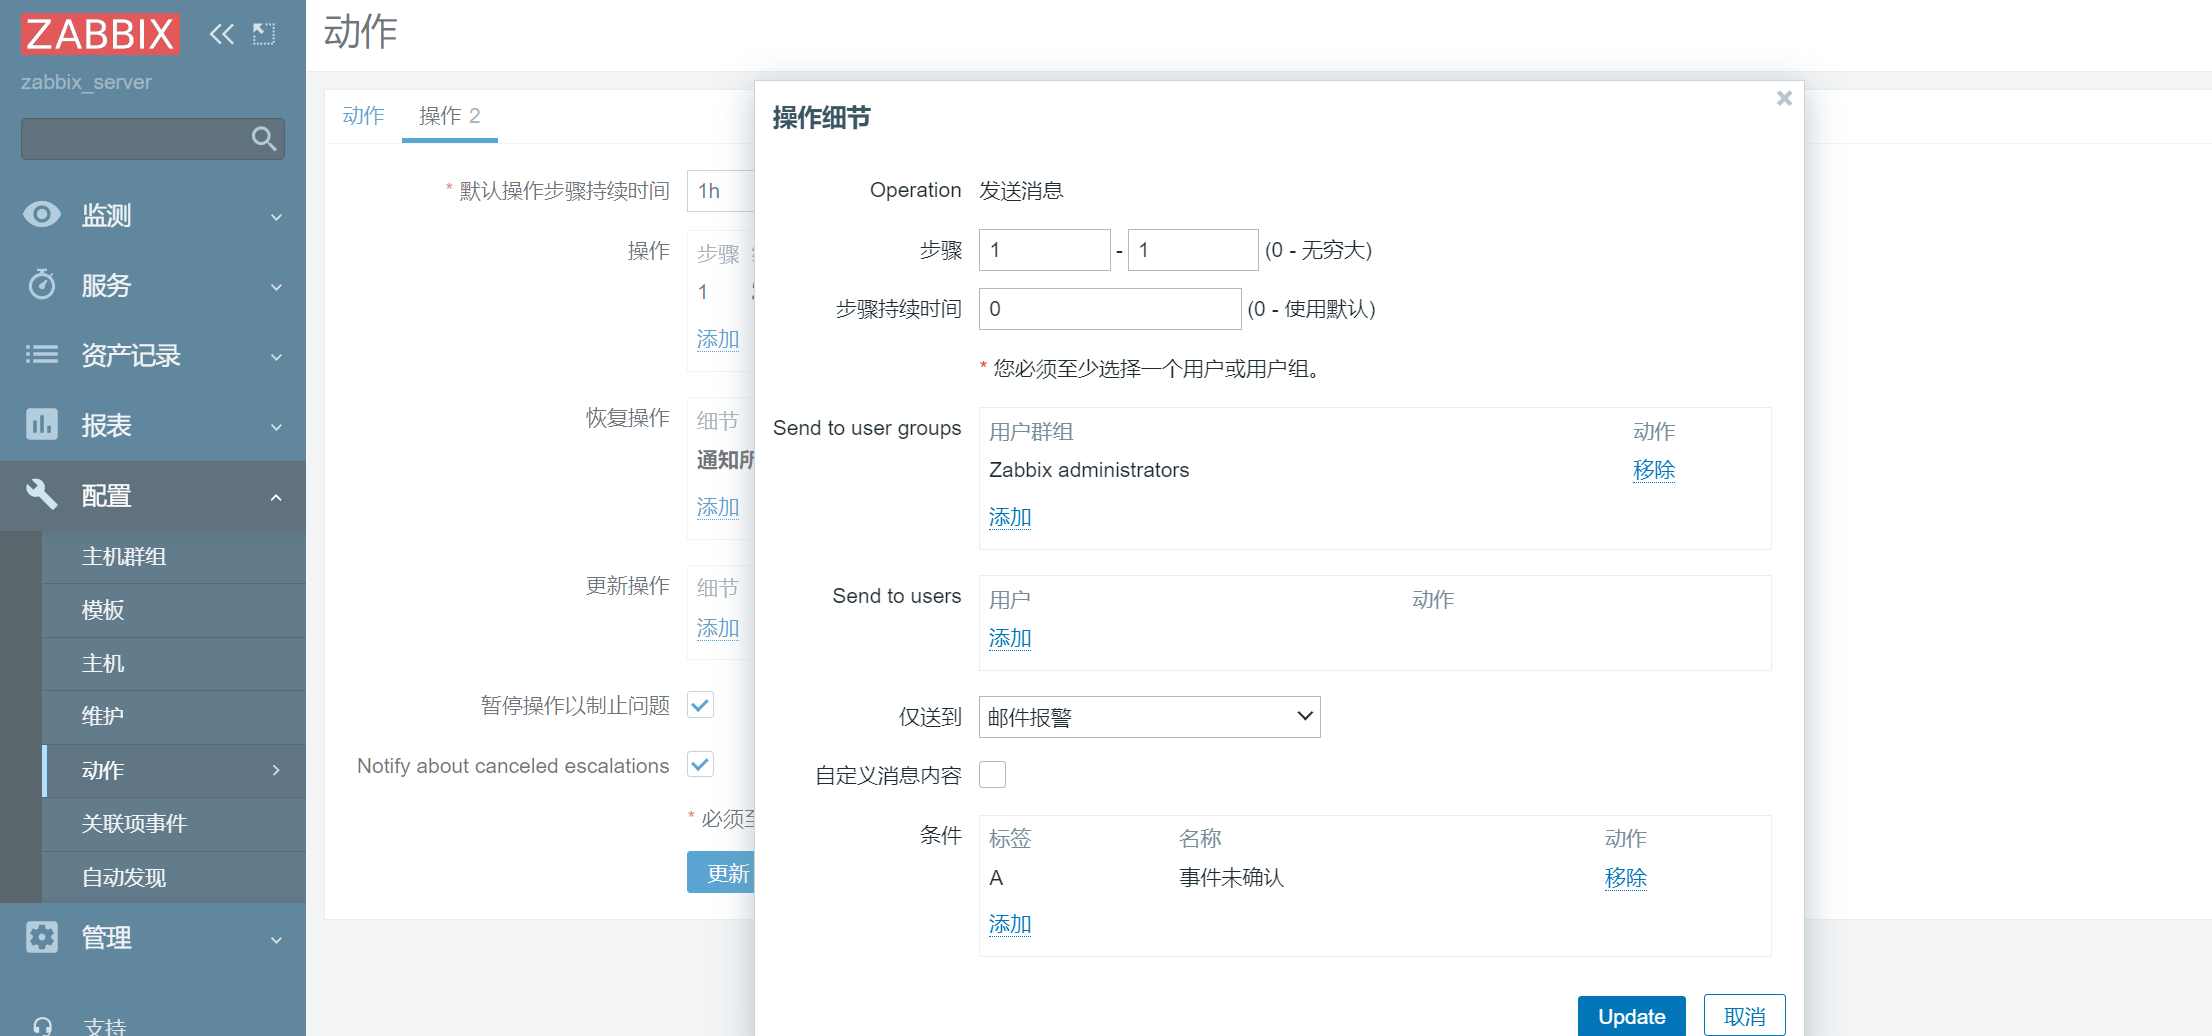 ZABBIX
zabbix_server
监测
服务
资产记录
报表
配置
主机群组
模板
主机
维护
动作
关联项事件
自动发现
管理
支持
动作
动作 操作 2
* 默认操作步骤持续时间 1h
操作 步骤
1
添加
恢复操作 细节
通知所
添加
更新操作 细节
添加
暂停操作以制止问题
Notify about canceled escalations
* 必须至
更新
操作细节
Operation 发送消息
步骤 1 - 1 (0 - 无穷大)
步骤持续时间 0 (0 - 使用默认)
* 您必须至少选择一个用户或用户组。
Send to user groups 用户群组 动作
Zabbix administrators 移除
添加
Send to users 用户 动作
添加
仅送到 邮件报警
自定义消息内容
条件 标签 名称 动作
A 事件未确认 移除
添加
Update 取消